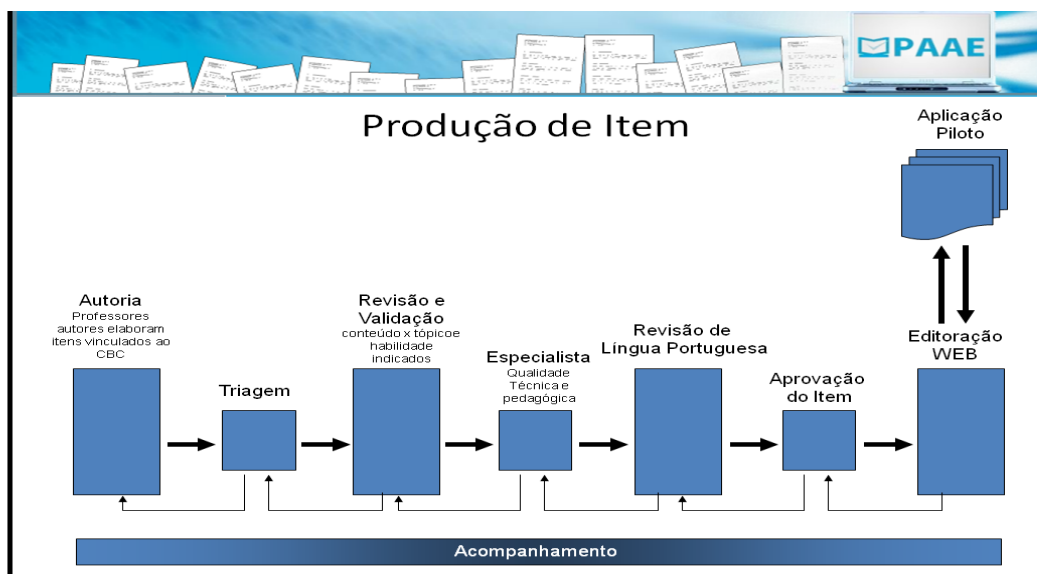 PAAE
Produção de Item
Aplicação
Piloto
Autoria
Professores
autores elaboram
itens vinculados ao
CBC
Triagem
Revisão e
Validação
conteúdo x tópicoe
habilidade
indicados
Especialista
Qualidade
Técnica e
pedagógica
Revisão de
Língua Portuguesa
Aprovação
do Item
Editoração
WEB
Acompanhamento